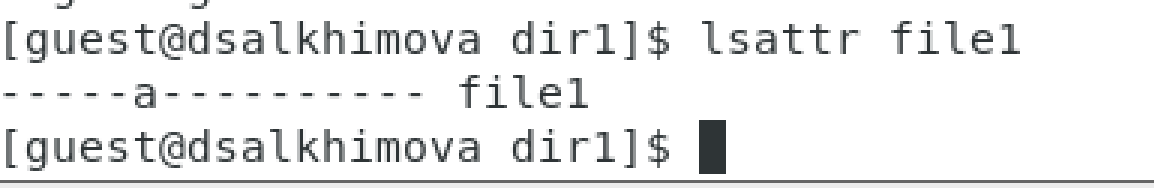 [guest@dsalkhimova dir1]$ lsattr file1
-----a---------- file1
[guest@dsalkhimova dir1]$